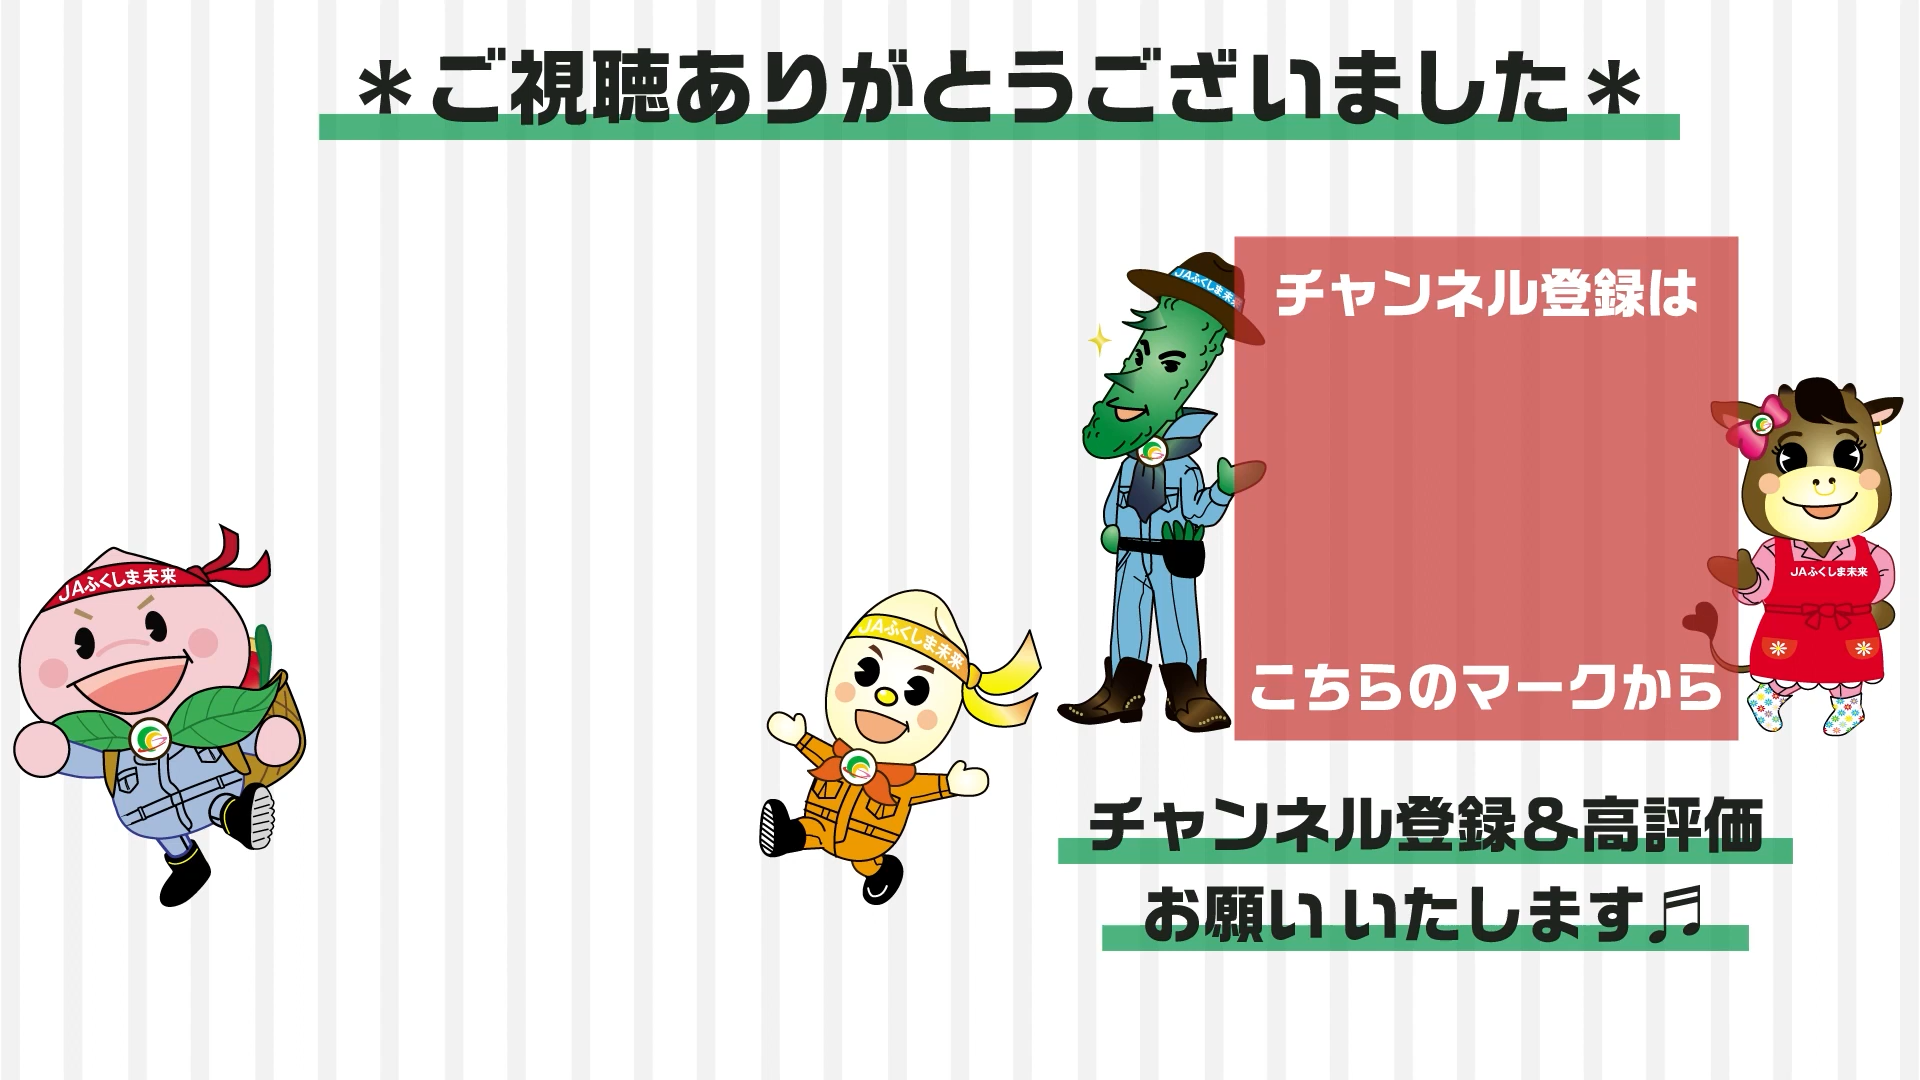 ＊ご視聴ありがとうございました＊
JAふくしま未来
チャンネル登録は
JAふくしま未来
JAふくしま未来
JAふくしま未来
こちらのマークから
チャンネル登録＆高評価
お願いいたします♬